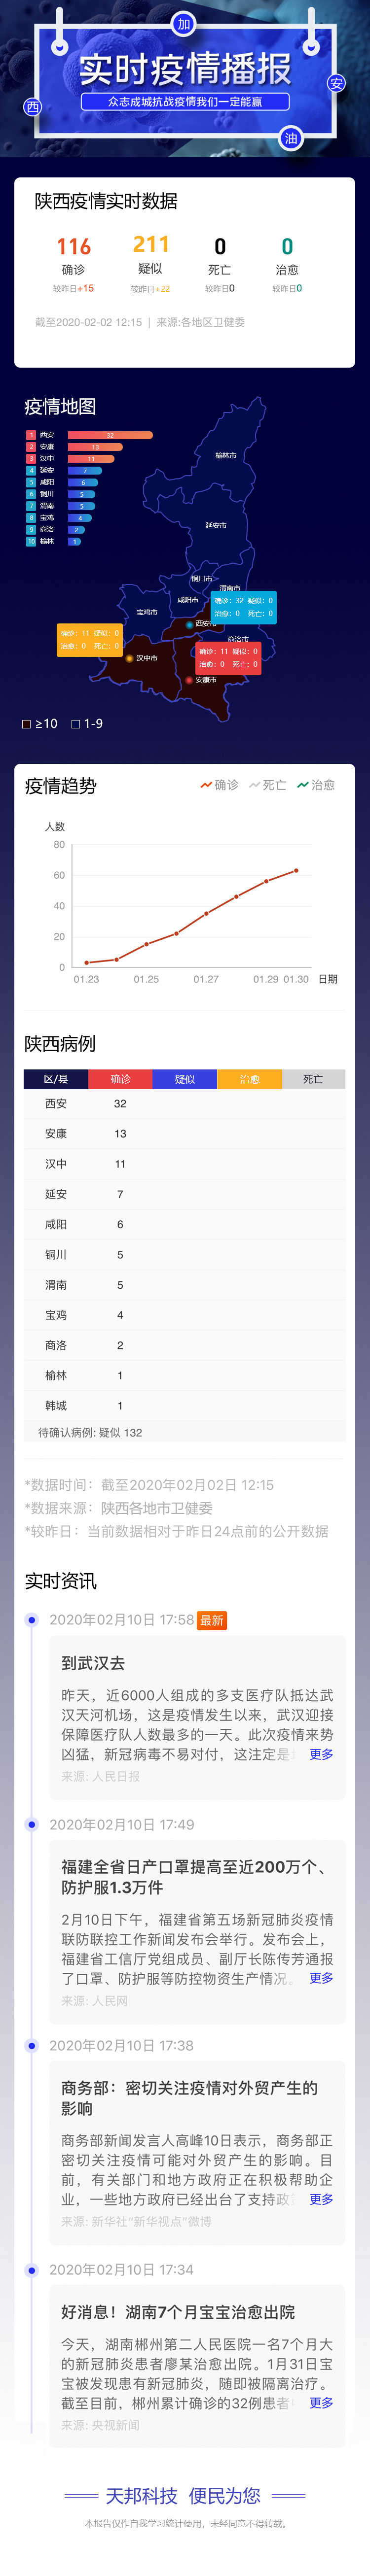 加
实时疫情播报
安
西
众志成城抗战疫情我们一定能赢
油
陕西疫情实时数据
116 211 0 0
确诊 疑似 死亡 治愈
较昨日+15 较昨日+22 较昨日0 较昨日0
截至2020-02-02 12:15 | 来源:各地区卫健委
疫情地图
1 西安 32
2 安康 13
3 汉中 11
4 延安 7
5 咸阳 6
6 铜川 5
7 渭南 5
8 宝鸡 4
9 商洛 2
10 榆林 1
榆林市
延安市
铜川市
渭南市
咸阳市
确诊：32 疑似：0
治愈：0 死亡：0
宝鸡市
西安市
确诊：11 疑似：0
治愈：0 死亡：0
商洛市
确诊：11 疑似：0
治愈：0 死亡：0
汉中市
安康市
≥10 1-9
疫情趋势
确诊 死亡 治愈
人数
80
60
40
20
0
01.23 01.25 01.27 01.29 01.30 日期
陕西病例
区/县 确诊 疑似 治愈 死亡
西安 32
安康 13
汉中 11
延安 7
咸阳 6
铜川 5
渭南 5
宝鸡 4
商洛 2
榆林 1
韩城 1
待确认病例: 疑似 132
*数据时间：截至2020年02月02日 12:15
*数据来源：陕西各地市卫健委
*较昨日：当前数据相对于昨日24点前的公开数据
实时资讯
2020年02月10日 17:58 最新
到武汉去
昨天，近6000人组成的多支医疗队抵达武
汉天河机场，这是疫情发生以来，武汉迎接
保障医疗队人数最多的一天。此次疫情来势
凶猛，新冠病毒不易对付，这注定是 更多
来源: 人民日报
2020年02月10日 17:49
福建全省日产口罩提高至近200万个、
防护服1.3万件
2月10日下午，福建省第五场新冠肺炎疫情
联防联控工作新闻发布会举行。发布会上，
福建省工信厅党组成员、副厅长陈传芳通报
了口罩、防护服等防控物资生产情况。 更多
来源: 人民网
2020年02月10日 17:38
商务部：密切关注疫情对外贸产生的
影响
商务部新闻发言人高峰10日表示，商务部正
密切关注疫情可能对外贸产生的影响。目
前，有关部门和地方政府正在积极帮助企
业，一些地方政府已经出台了支持政 更多
来源: 新华社“新华视点”微博
2020年02月10日 17:34
好消息！湖南7个月宝宝治愈出院
今天，湖南郴州第二人民医院一名7个月大
的新冠肺炎患者廖某治愈出院。1月31日宝
宝被发现患有新冠肺炎，随即被隔离治疗。
截至目前，郴州累计确诊的32例患者 更多
来源: 央视新闻
天邦科技 便民为您
本报告仅作自我学习统计使用，未经同意不得转载。